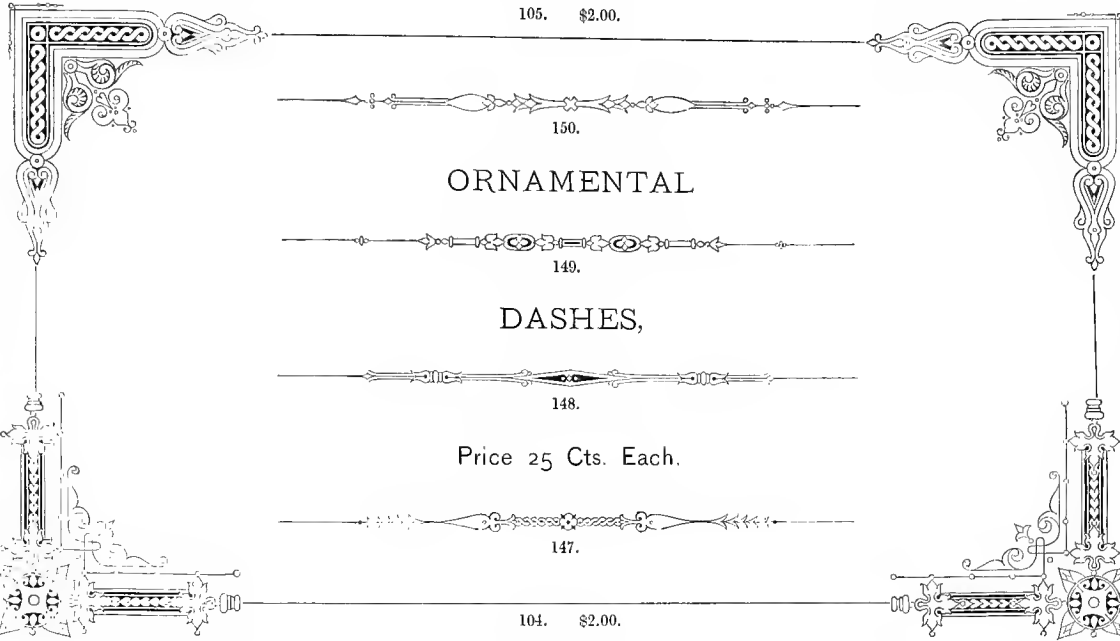 105. $2.00.
150.
ORNAMENTAL
149.
DASHES,
148.
Price 25 Cts. Each.
147.
104. $2.00.